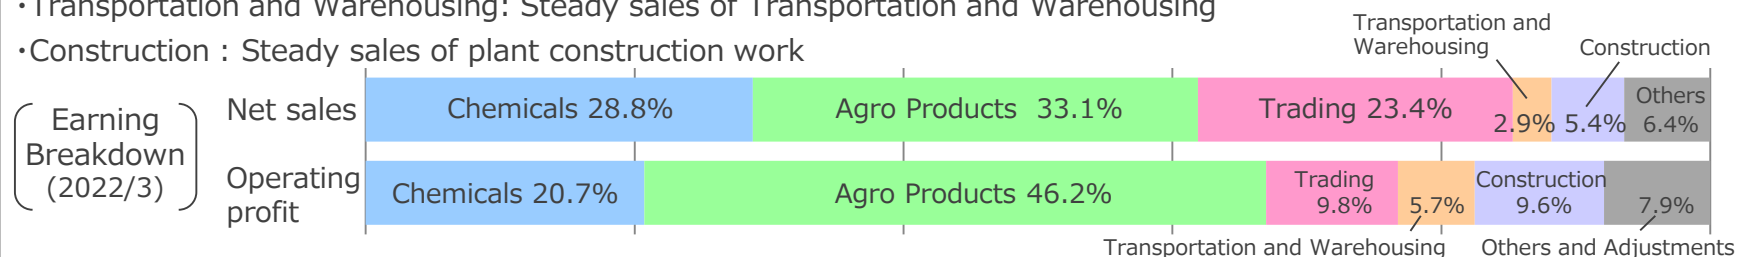 ・Transportation and Warehousing: Steady sales of Transportation and Warehousing
・Construction : Steady sales of plant construction work
Transportation and
Warehousing
Construction
Earning
Breakdown
(2022/3)
Net sales
Chemicals 28.8%
Agro Products 33.1%
Trading 23.4%
2.9%
5.4%
Others
6.4%
Operating
profit
Chemicals 20.7%
Agro Products 46.2%
Trading
9.8%
5.7%
Construction
9.6%
7.9%
Transportation and Warehousing
Others and Adjustments